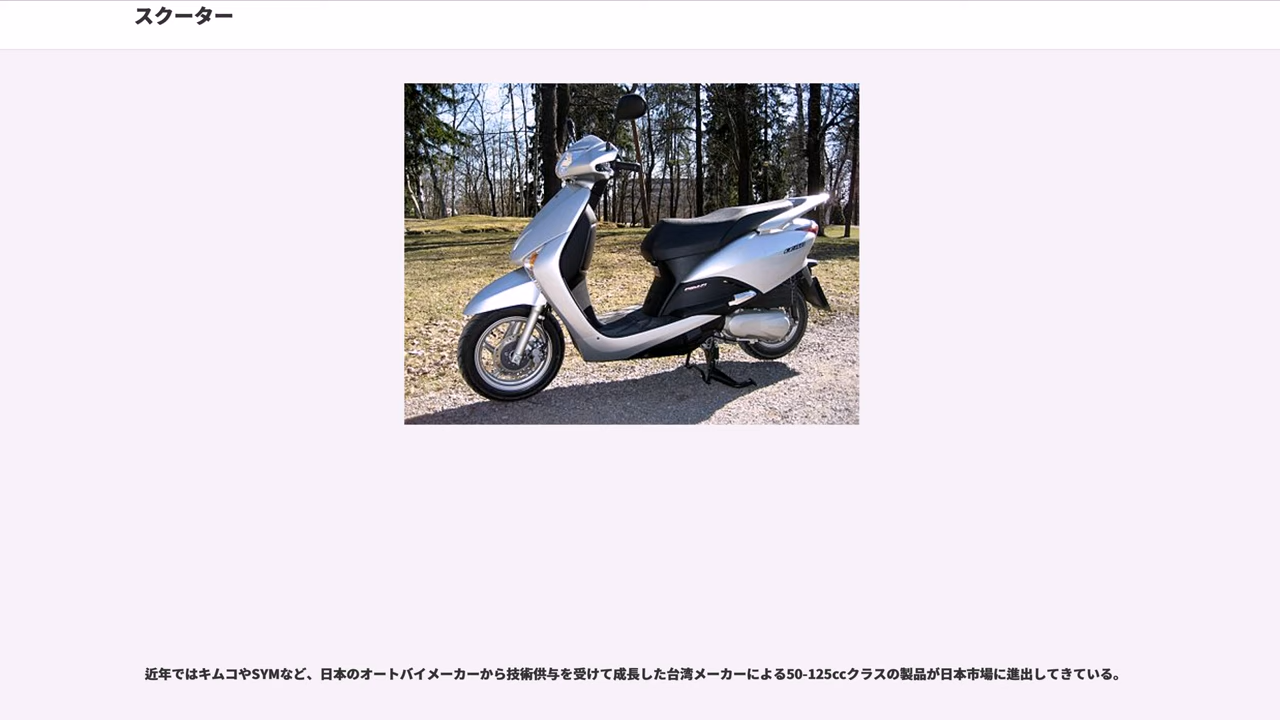 スクーター
近年ではキムコやSYMなど、日本のオートバイメーカーから技術供与を受けて成長した台湾メーカーによる50-125ccクラスの製品が日本市場に進出してきている。